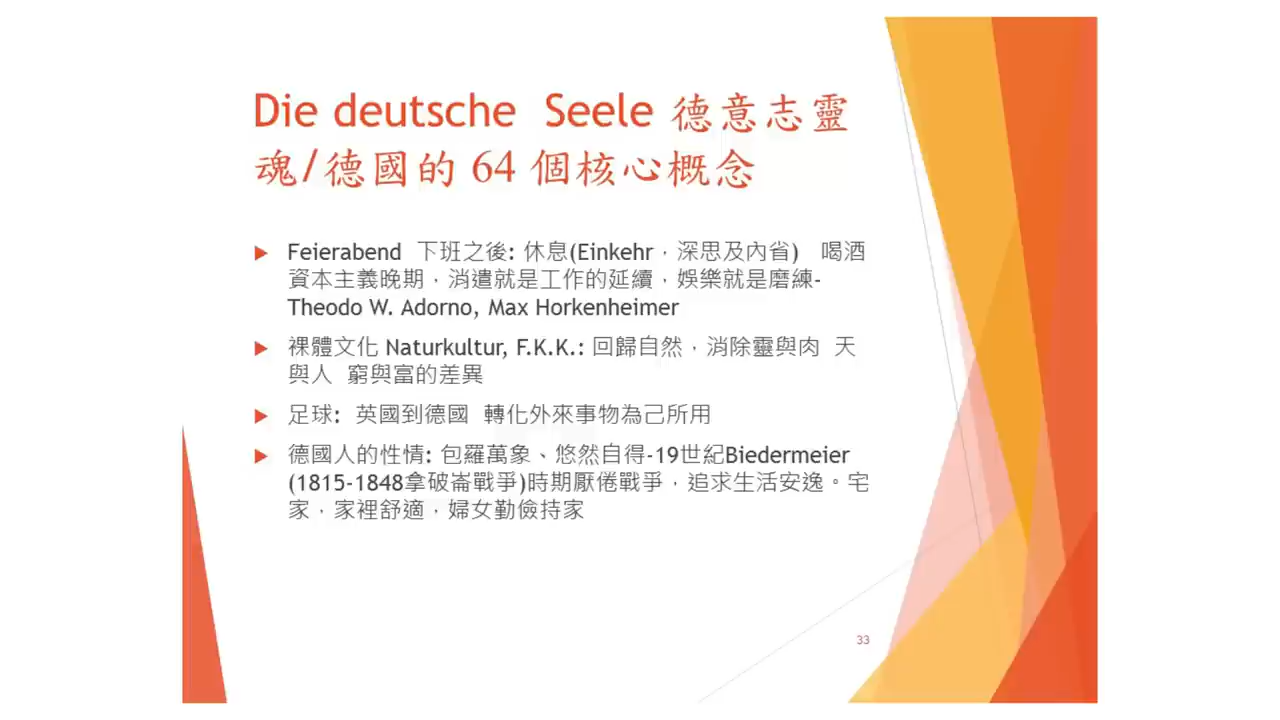 Die deutsche Seele 德意志靈
魂/德國的 64 個核心概念
Feierabend 下班之後: 休息(Einkehr，深思及內省) 喝酒
資本主義晚期，消遣就是工作的延續，娛樂就是磨練-
Theodo W. Adorno, Max Horkenheimer
裸體文化 Naturkultur, F.K.K.: 回歸自然，消除靈與肉 天
與人 窮與富的差異
足球: 英國到德國 轉化外來事物為己所用
德國人的性情: 包羅萬象、悠然自得-19世紀Biedermeier
(1815-1848拿破崙戰爭)時期厭倦戰爭，追求生活安逸。宅
家，家裡舒適，婦女勤儉持家
33